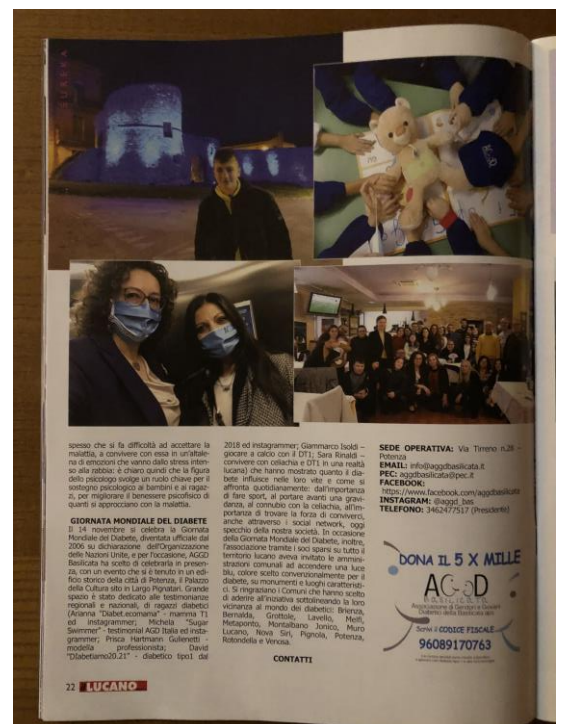 EUREKA
spesso che si fa difficoltà ad accettare la
malattia, a convivere con essa in un'altale-
na di emozioni che vanno dallo stress inten-
so alla rabbia: è chiaro quindi che la figura
dello psicologo svolge un ruolo chiave per il
sostegno psicologico ai bambini e ai ragaz-
zi, per migliorare il benessere psicofisico di
quanti si approcciano con la malattia.
GIORNATA MONDIALE DEL DIABETE
Il 14 novembre si celebra la Giornata
Mondiale del Diabete, diventata ufficiale dal
2006 su dichiarazione dell'Organizzazione
delle Nazioni Unite, e per l'occasione, AGGD
Basilicata ha scelto di celebrarla in presen-
za, con un evento che si è tenuto in un edi-
ficio storico della città di Potenza, il Palazzo
della Cultura sito in Largo Pignatari. Grande
spazio è stato dedicato alle testimonianze
regionali e nazionali, di ragazzi diabetici
(Arianna "Diabet.ecomama" - mamma T1
ed instagrammer; Michela "Sugar
Swimmer" - testimonial AGD Italia ed insta-
grammer; Prisca Hartmann Gulienetti -
modella professionista; David
"DIabetiamo20.21" - diabetico tipo1 dal
2018 ed instagrammer; Giammarco Isoldi –
giocare a calcio con il DT1; Sara Rinaldi –
convivere con celiachia e DT1 in una realtà
lucana) che hanno mostrato quanto il dia-
bete influisce nelle loro vite e come si
affronta quotidianamente: dall'importanza
di fare sport, al portare avanti una gravi-
danza, al connubio con la celiachia, all'im-
portanza di trovare la forza di conviverci,
anche attraverso i social network, oggi
specchio della nostra società. In occasione
della Giornata Mondiale del Diabete, inoltre,
l'associazione tramite i soci sparsi su tutto il
territorio lucano aveva invitato le ammini-
strazioni comunali ad accendere una luce
blu, colore scelto convenzionalmente per il
diabete, su monumenti e luoghi caratteristi-
ci. Si ringraziano i Comuni che hanno scelto
di aderire all'iniziativa sottolineando la loro
vicinanza al mondo dei diabetici: Brienza,
Bernalda, Grottole, Lavello, Melfi,
Metaponto, Montalbano Jonico, Muro
Lucano, Nova Siri, Pignola, Potenza,
Rotondella e Venosa.
CONTATTI
SEDE OPERATIVA: Via Tirreno n.28 –
Potenza
EMAIL: info@aggdbasilicata.it
PEC: aggdbasilicata@pec.it
FACEBOOK:
https://www.facebook.com/aggdbasilicata
INSTAGRAM: @aggd_bas
TELEFONO: 3462477517 (Presidente)
DONA IL 5 X MILLE
AGGD
BASILICATA
Associazione di Genitori e Giovani
Diabetici della Basilicata
Scrivi il CODICE FISCALE
96089170763
22 LUCANO